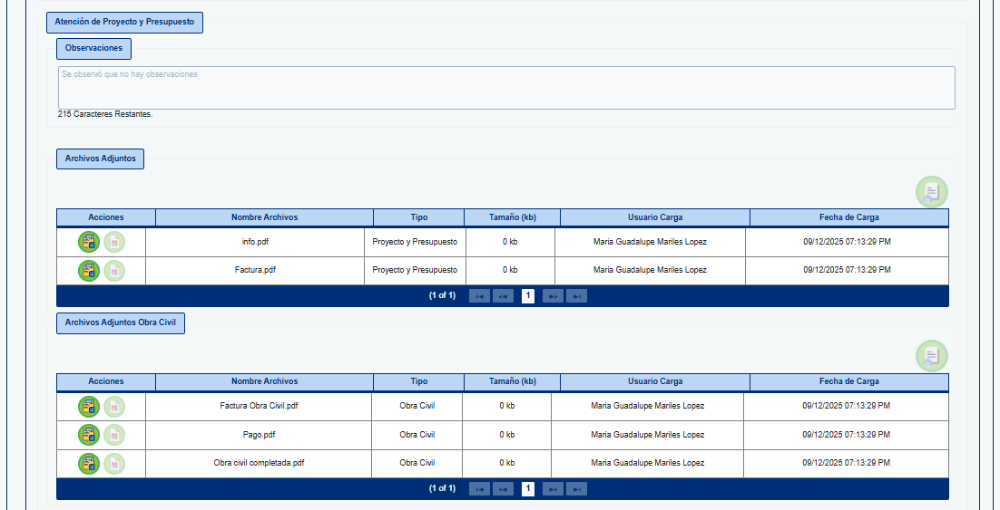 Atención de Proyecto y Presupuesto
Observaciones
Se observó que no hay observaciones
215 Caracteres Restantes.
Archivos Adjuntos
Acciones Nombre Archivos Tipo Tamaño (kb) Usuario Carga Fecha de Carga
info.pdf Proyecto y Presupuesto 0 kb Maria Guadalupe Mariles Lopez 09/12/2025 07:13:29 PM
Factura.pdf Proyecto y Presupuesto 0 kb Maria Guadalupe Mariles Lopez 09/12/2025 07:13:29 PM
(1 of 1) 1
Archivos Adjuntos Obra Civil
Acciones Nombre Archivos Tipo Tamaño (kb) Usuario Carga Fecha de Carga
Factura Obra Civil.pdf Obra Civil 0 kb Maria Guadalupe Mariles Lopez 09/12/2025 07:13:29 PM
Pago.pdf Obra Civil 0 kb Maria Guadalupe Mariles Lopez 09/12/2025 07:13:29 PM
Obra civil completada.pdf Obra Civil 0 kb Maria Guadalupe Mariles Lopez 09/12/2025 07:13:29 PM
(1 of 1) 1